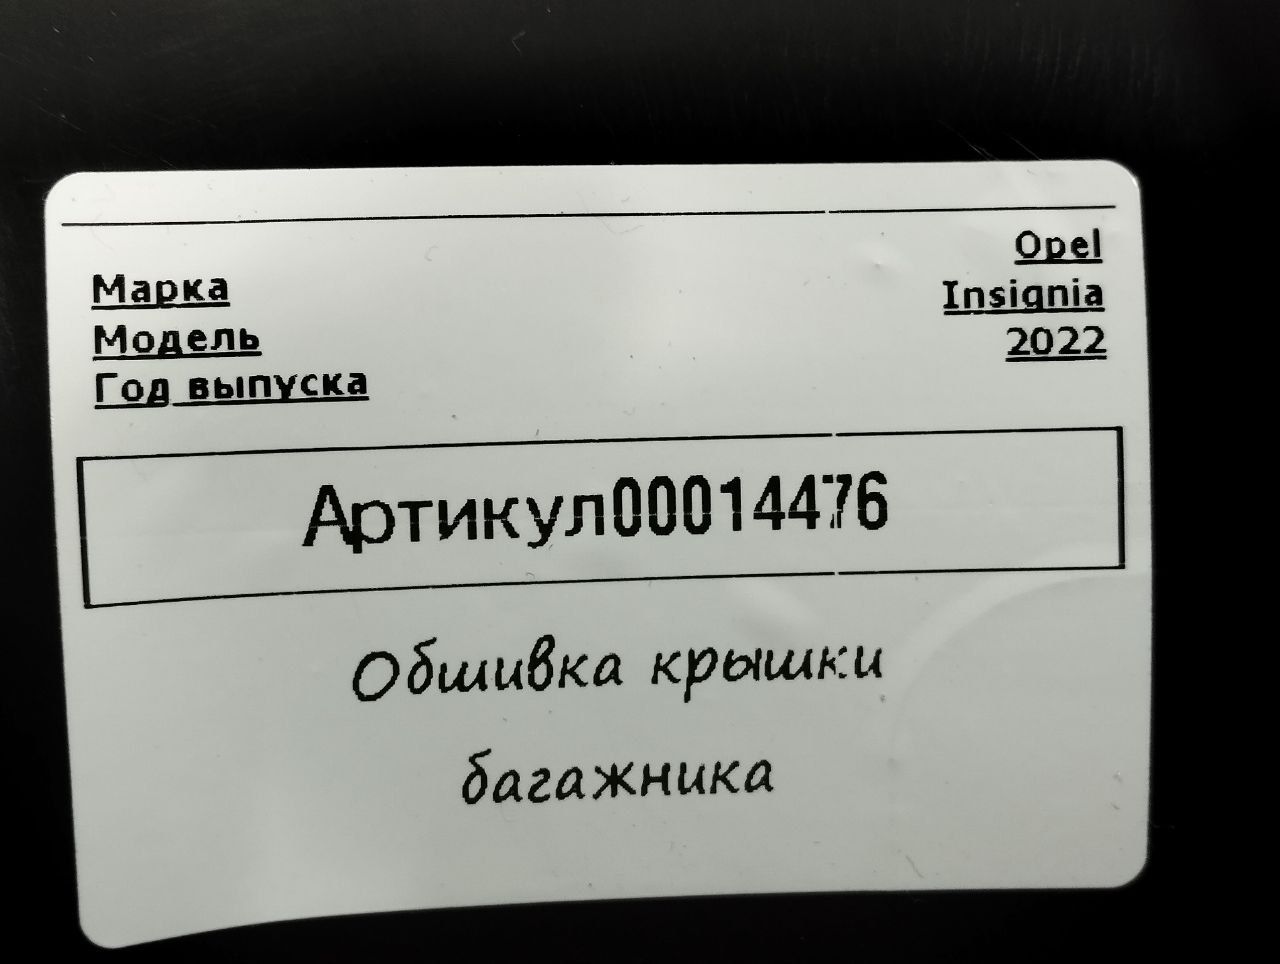 Марка Opel
Модель Insignia
Год выпуска 2022
Артикул00014476
Обшивка крышки
багажника